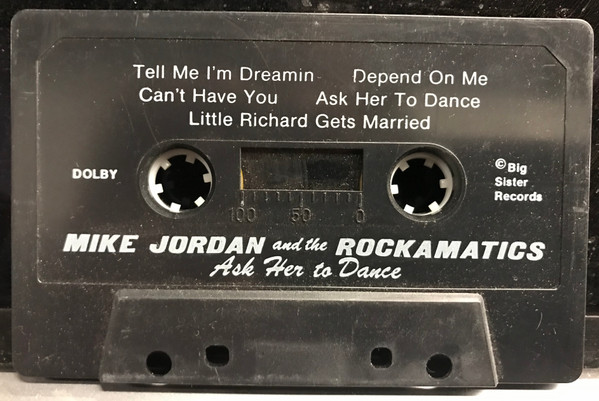 Tell Me I'm Dreamin Depend On Me
Can't Have You Ask Her To Dance
Little Richard Gets Married
DOLBY
© Big
Sister
Records
100 50 0
MIKE JORDAN and the ROCKAMATICS
Ask Her to Dance